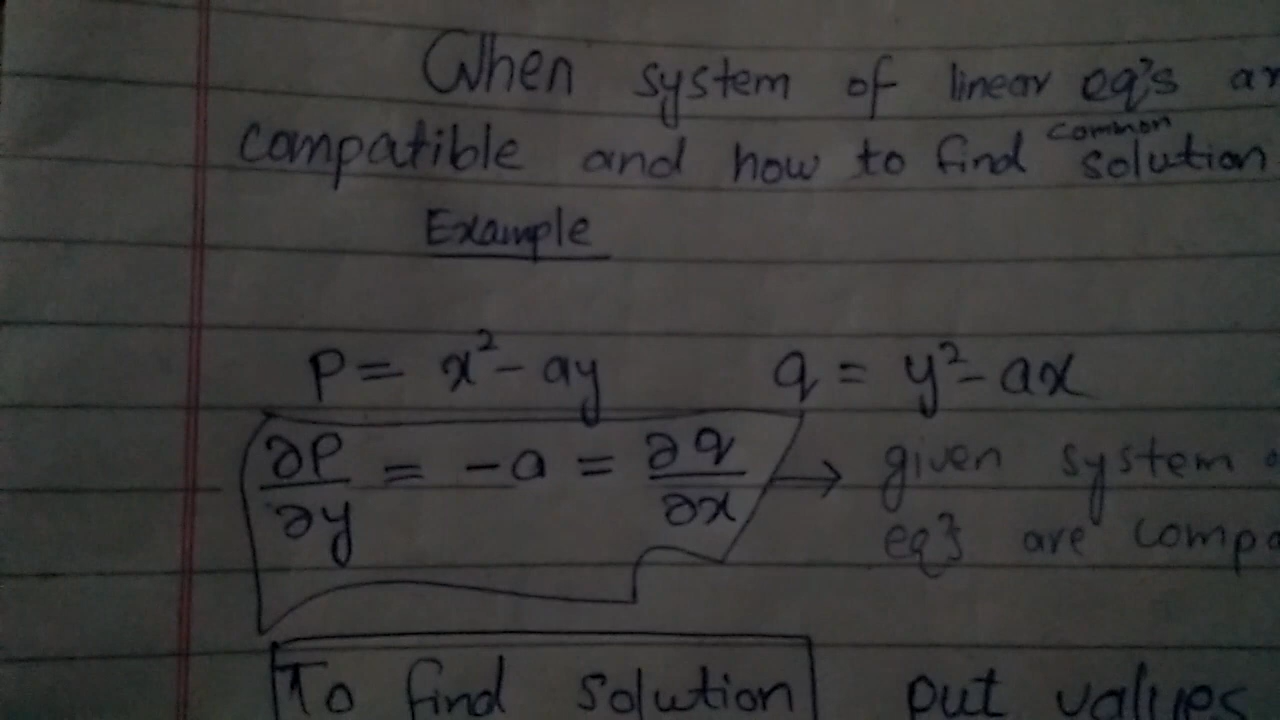 When system of linear eq's ar
compatible and how to find common solution
Example
p = x² - ay q = y² - ax
∂p/∂y = -a = ∂q/∂x → given system
eq's are comp
To find solution put values